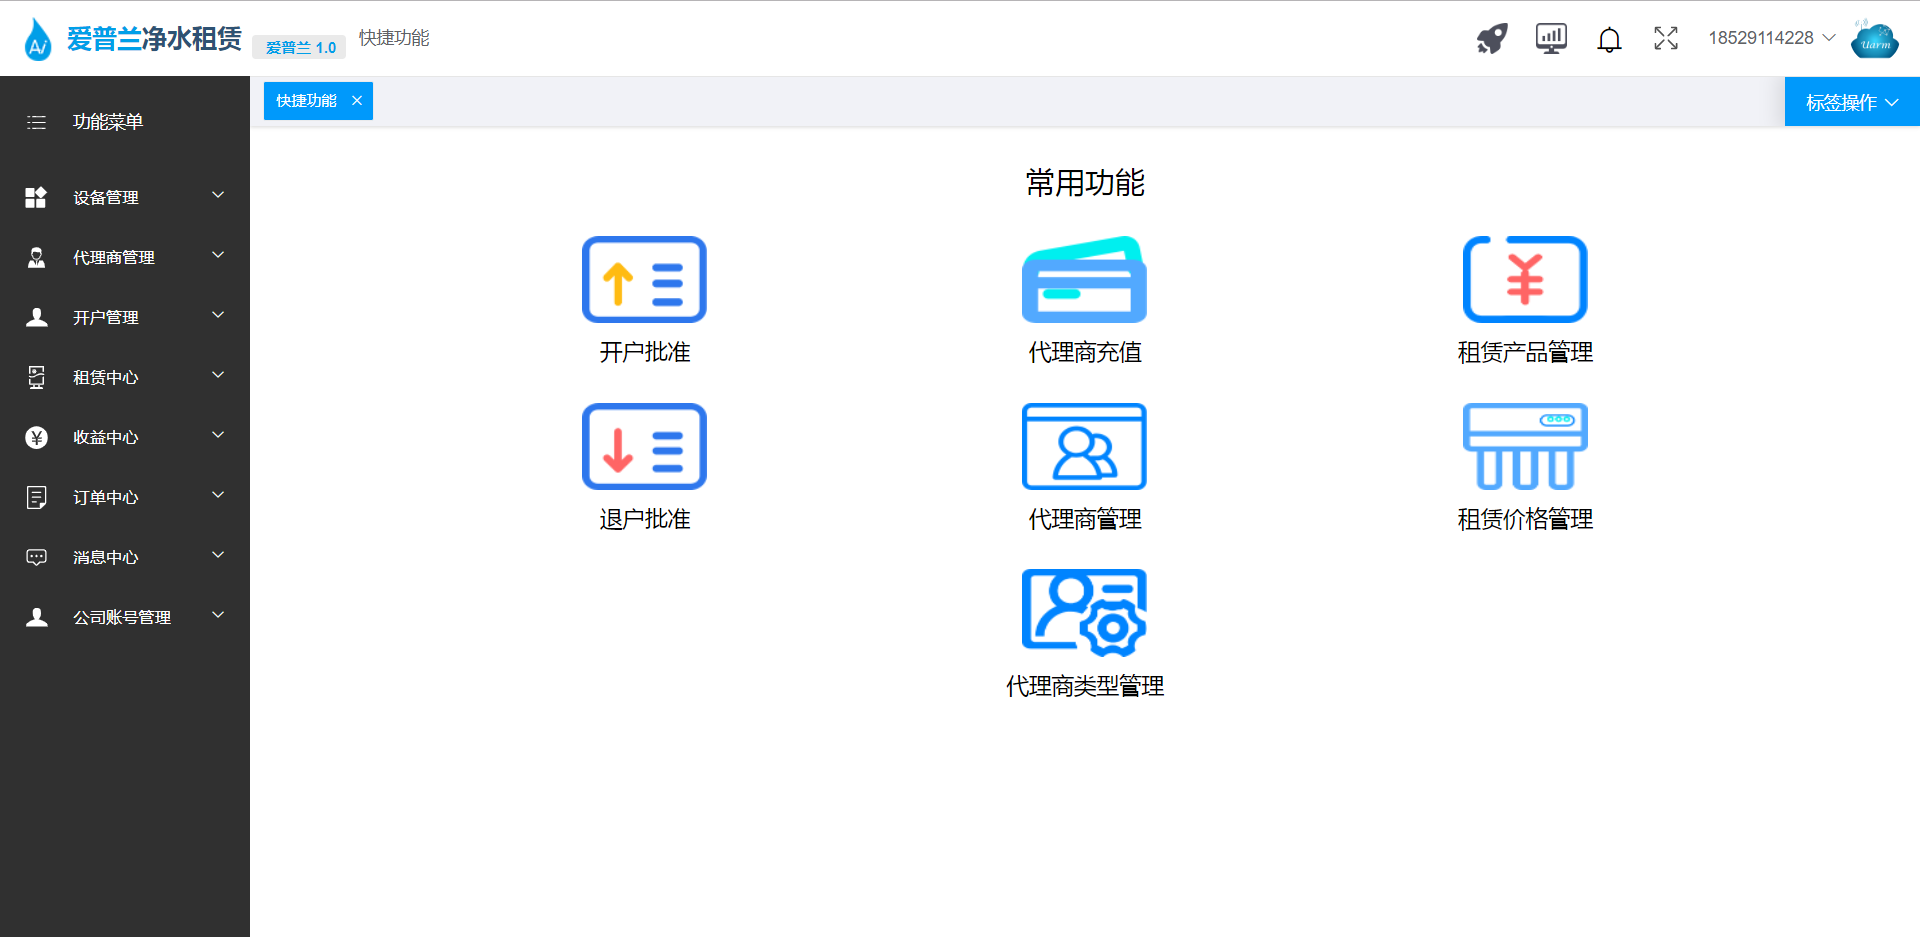 爱普兰净水租赁
爱普兰 1.0
快捷功能
18529114228
Uarm
功能菜单
设备管理
代理商管理
开户管理
租赁中心
收益中心
订单中心
消息中心
公司账号管理
快捷功能
标签操作
常用功能
开户批准
代理商充值
租赁产品管理
退户批准
代理商管理
租赁价格管理
代理商类型管理